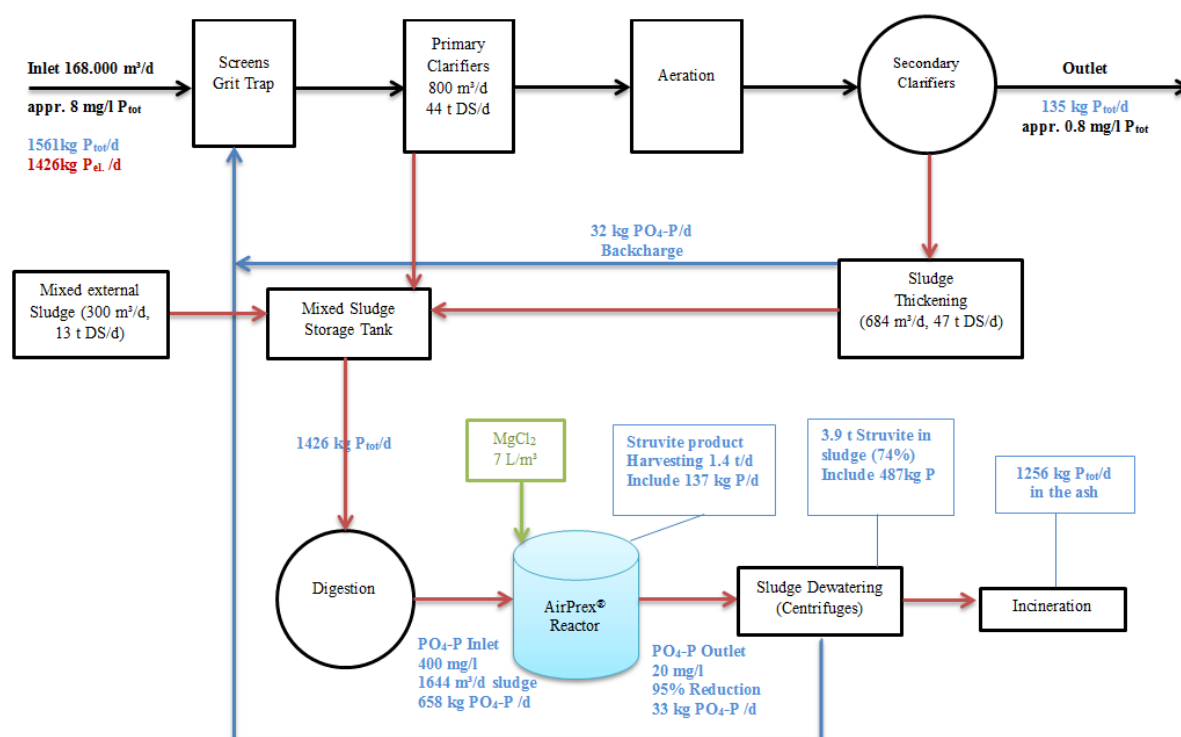 Inlet 168.000 m³/d
appr. 8 mg/l Ptot
1561kg Ptot/d
1426kg Pel. /d
Screens
Grit Trap
Primary
Clarifiers
800 m³/d
44 t DS/d
Aeration
Secondary
Clarifiers
Outlet
135 kg Ptot/d
appr. 0.8 mg/l Ptot
32 kg PO₄-P/d
Backcharge
Mixed external
Sludge (300 m³/d,
13 t DS/d)
Mixed Sludge
Storage Tank
Sludge
Thickening
(684 m³/d, 47 t DS/d)
1426 kg Ptot/d
MgCl₂
7 L/m³
Struvite product
Harvesting 1.4 t/d
Include 137 kg P/d
3.9 t Struvite in
sludge (74%)
Include 487kg P
1256 kg Ptot/d
in the ash
Digestion
AirPrex®
Reactor
Sludge Dewatering
(Centrifuges)
Incineration
PO₄-P Inlet
400 mg/l
1644 m³/d sludge
658 kg PO₄-P /d
PO₄-P Outlet
20 mg/l
95% Reduction
33 kg PO₄-P /d